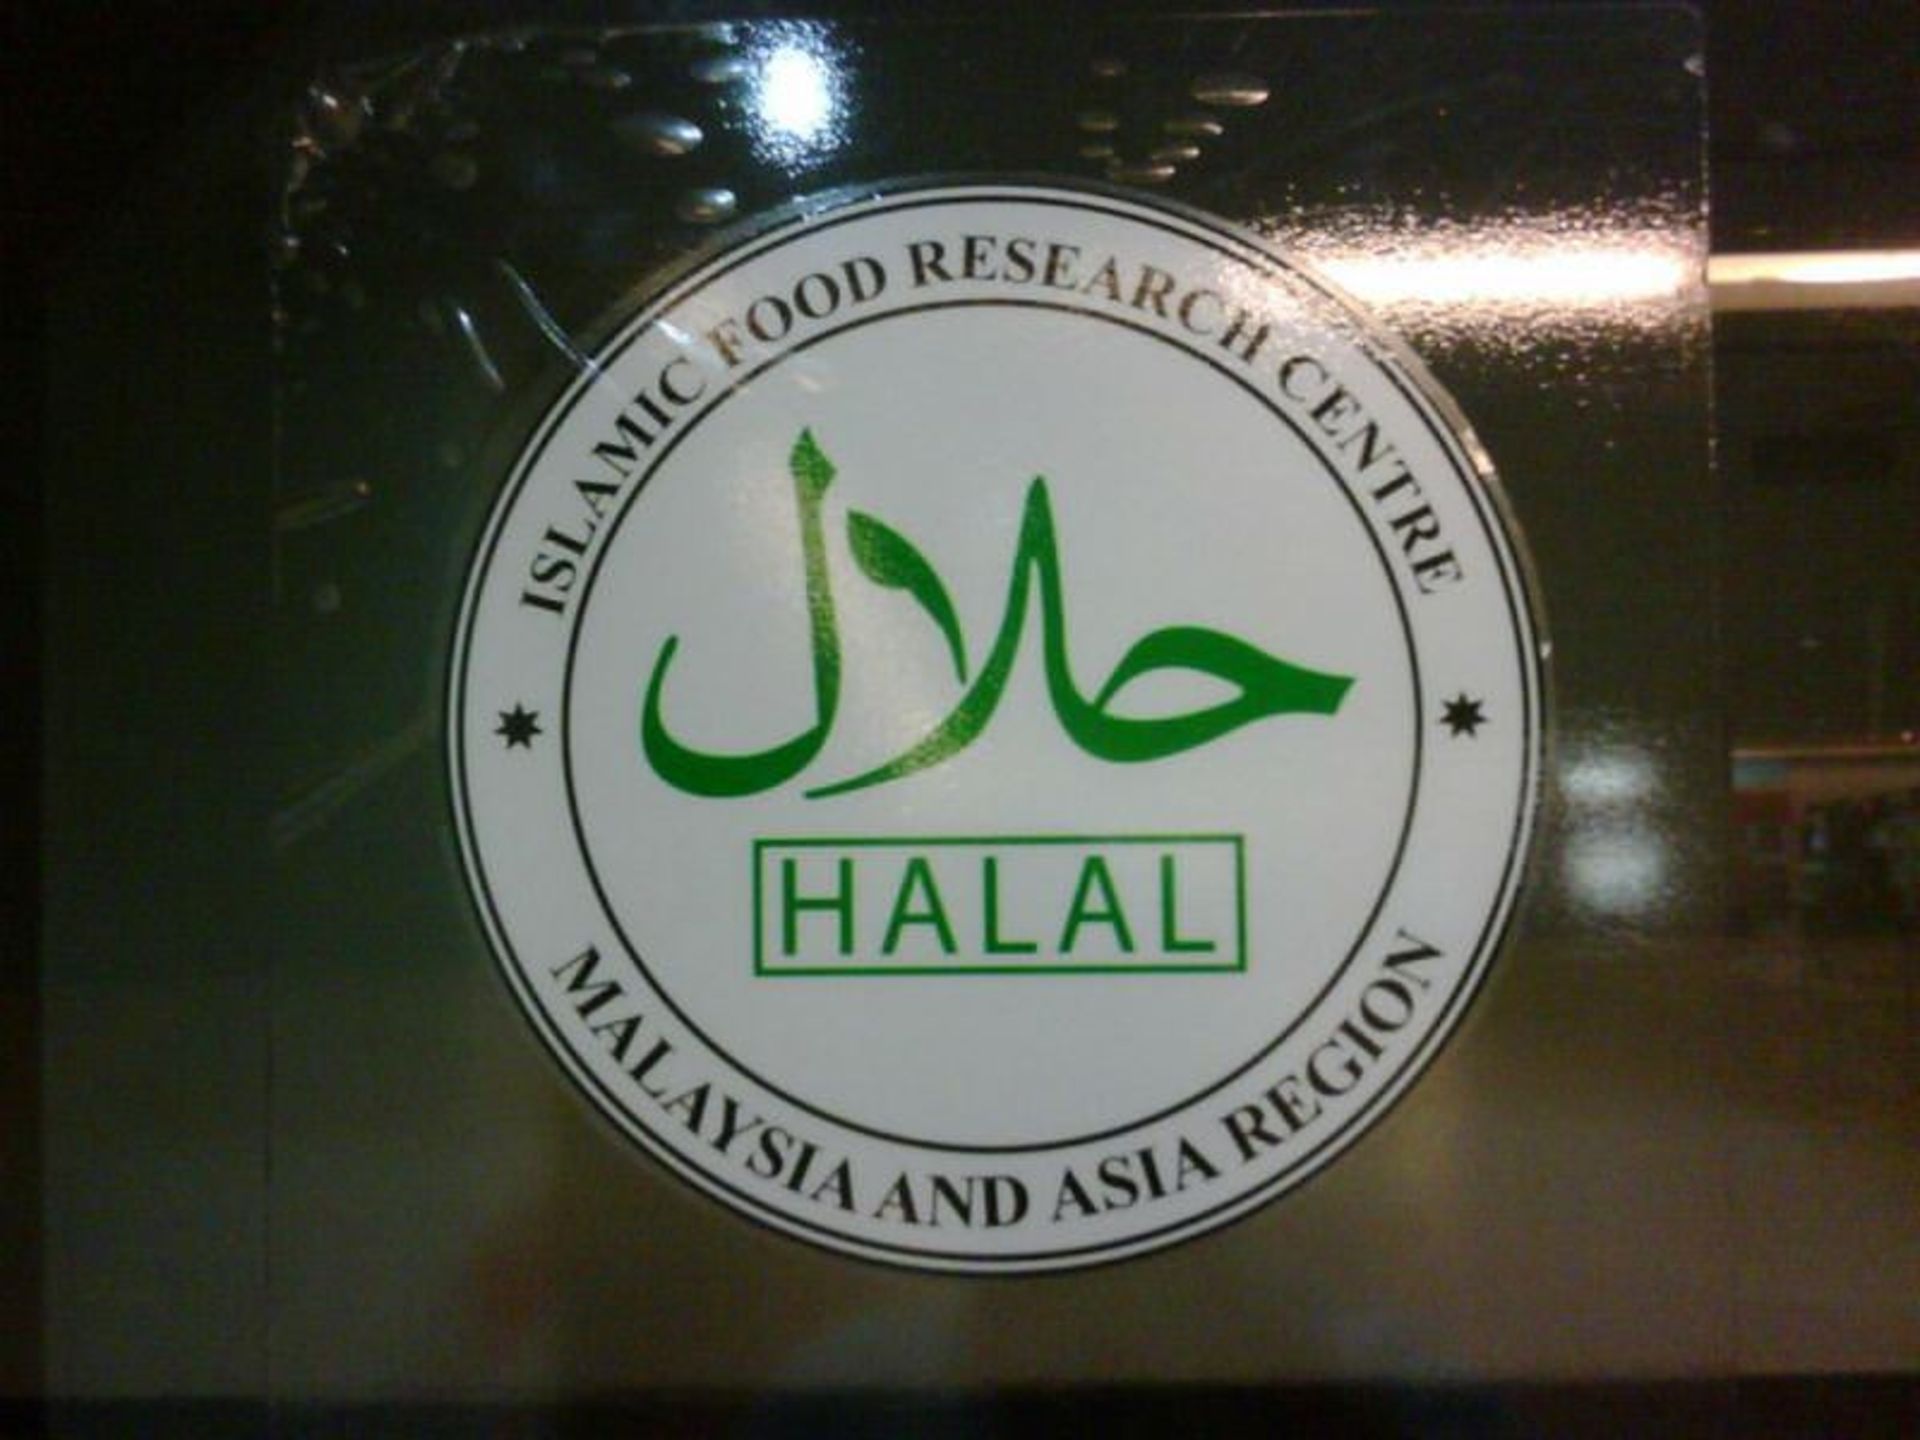 ISLAMIC FOOD RESEARCH CENTRE
حلال
HALAL
MALAYSIA AND ASIA REGION